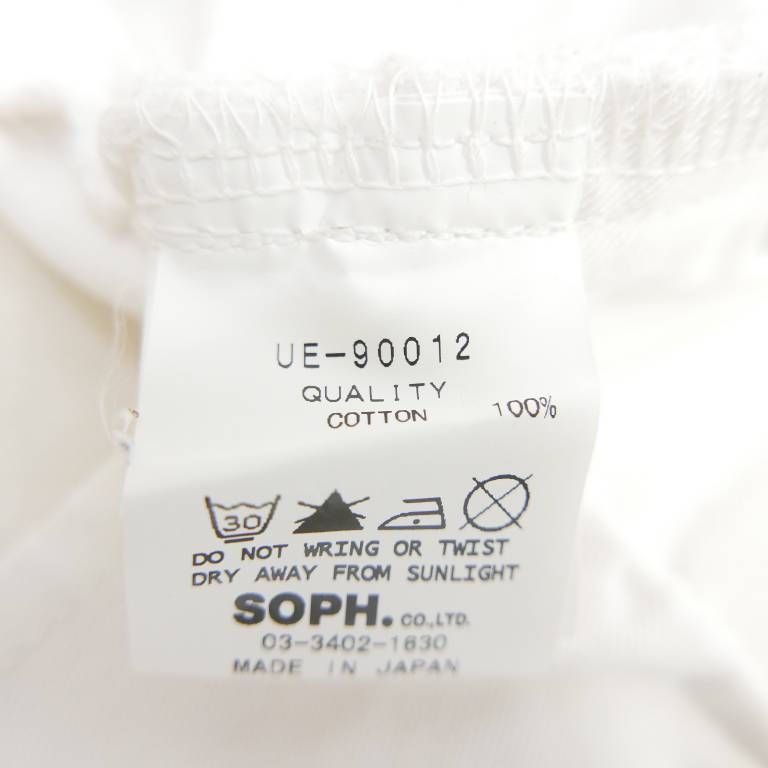 UE-90012
QUALITY
COTTON 100%
30
DO NOT WRING OR TWIST
DRY AWAY FROM SUNLIGHT
SOPH. CO.,LTD.
03-3402-1630
MADE IN JAPAN